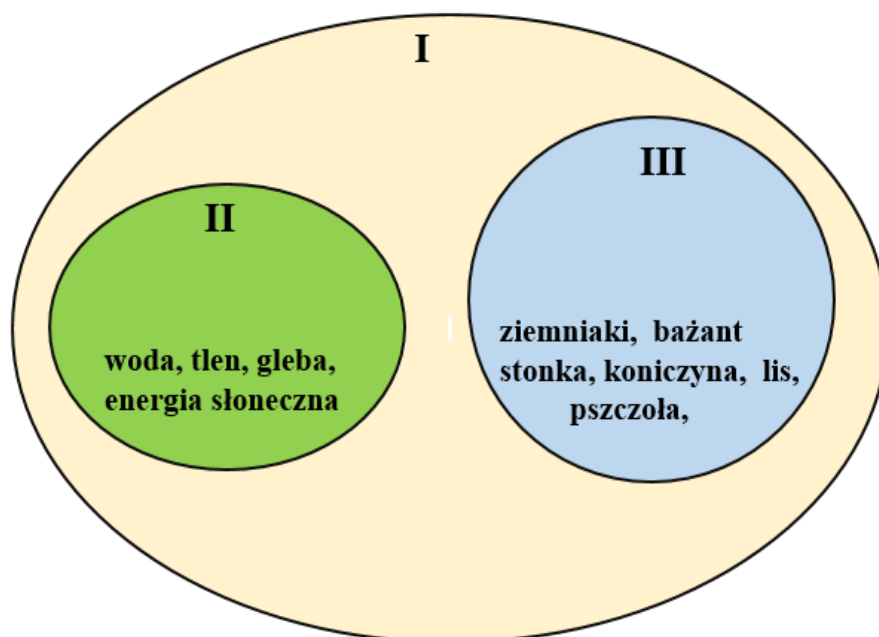 I
II
woda, tlen, gleba,
energia słoneczna
III
ziemniaki, bażant
stonka, koniczyna, lis,
pszczoła,